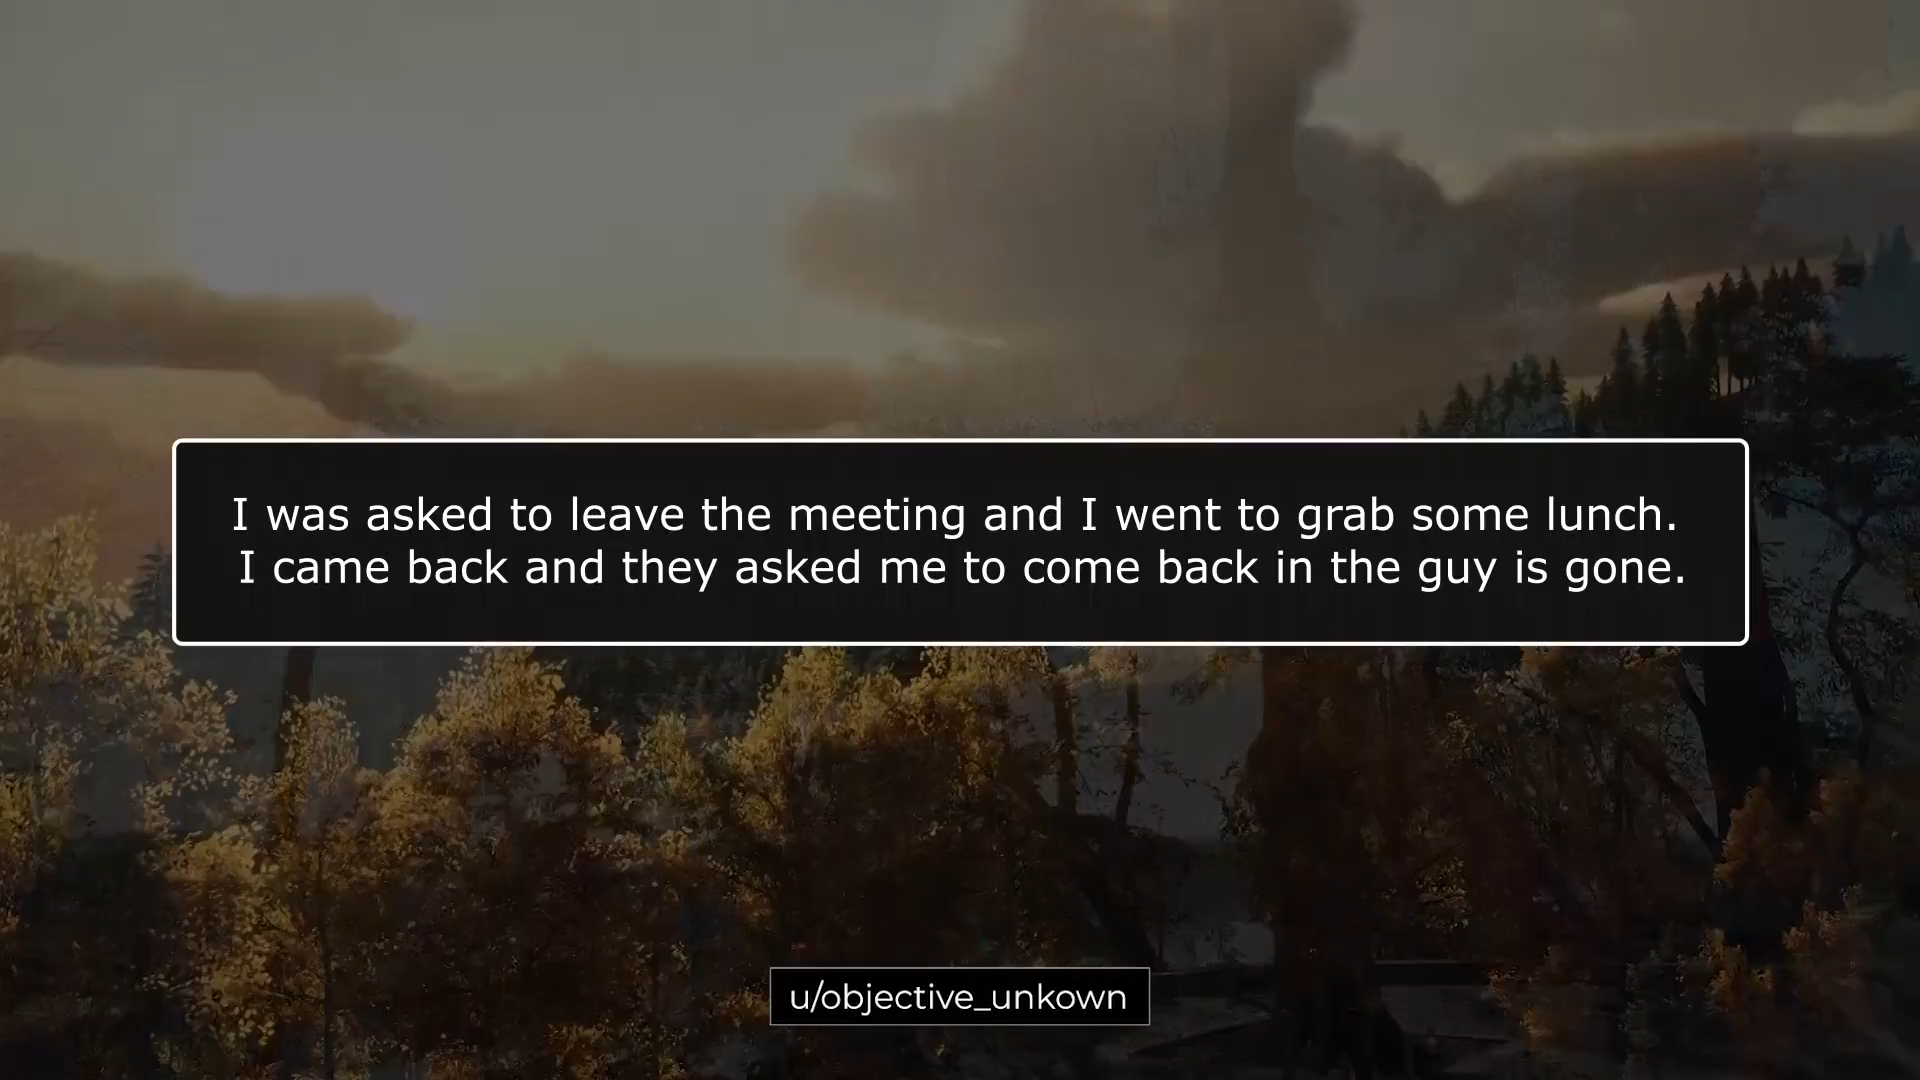 I was asked to leave the meeting and I went to grab some lunch.
I came back and they asked me to come back in the guy is gone.
u/objective_unkown